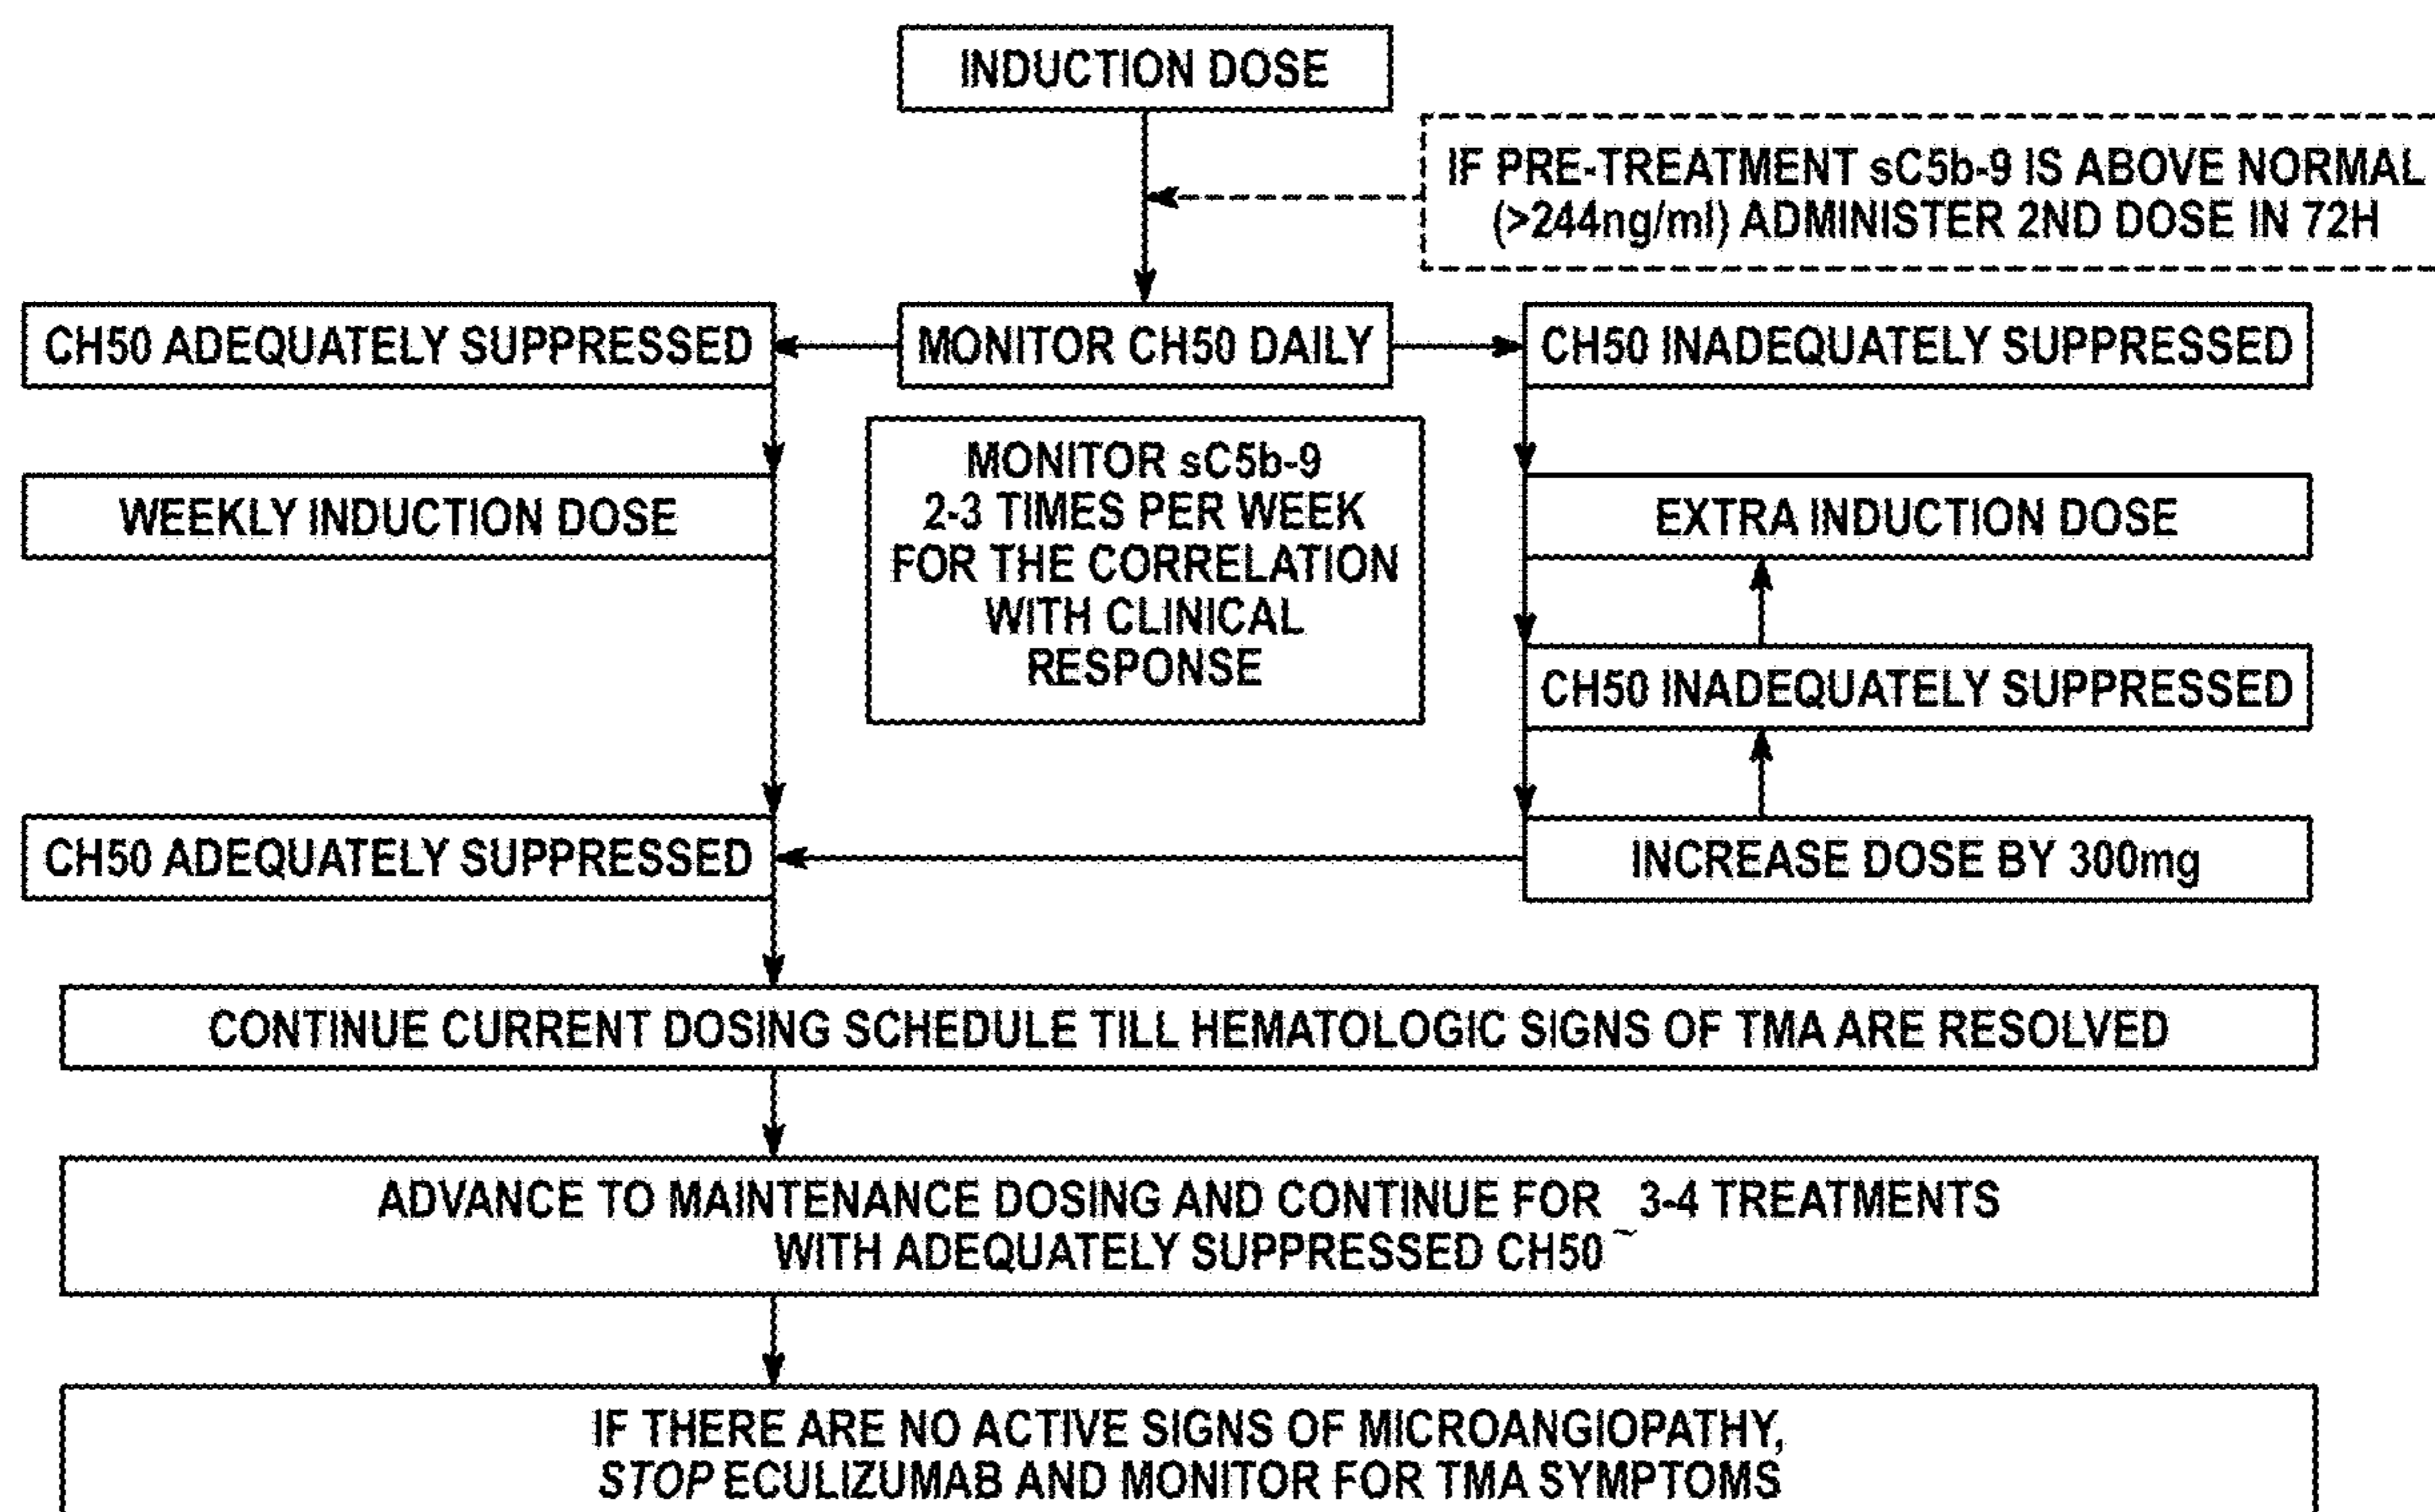 INDUCTION DOSE
IF PRE-TREATMENT sC5b-9 IS ABOVE NORMAL
(>244ng/ml) ADMINISTER 2ND DOSE IN 72H
CH50 ADEQUATELY SUPPRESSED
MONITOR CH50 DAILY
CH50 INADEQUATELY SUPPRESSED
MONITOR sC5b-9
2-3 TIMES PER WEEK
FOR THE CORRELATION
WITH CLINICAL
RESPONSE
WEEKLY INDUCTION DOSE
EXTRA INDUCTION DOSE
CH50 INADEQUATELY SUPPRESSED
CH50 ADEQUATELY SUPPRESSED
INCREASE DOSE BY 300mg
CONTINUE CURRENT DOSING SCHEDULE TILL HEMATOLOGIC SIGNS OF TMA ARE RESOLVED
ADVANCE TO MAINTENANCE DOSING AND CONTINUE FOR ~3-4 TREATMENTS
WITH ADEQUATELY SUPPRESSED CH50
IF THERE ARE NO ACTIVE SIGNS OF MICROANGIOPATHY,
STOP ECULIZUMAB AND MONITOR FOR TMA SYMPTOMS